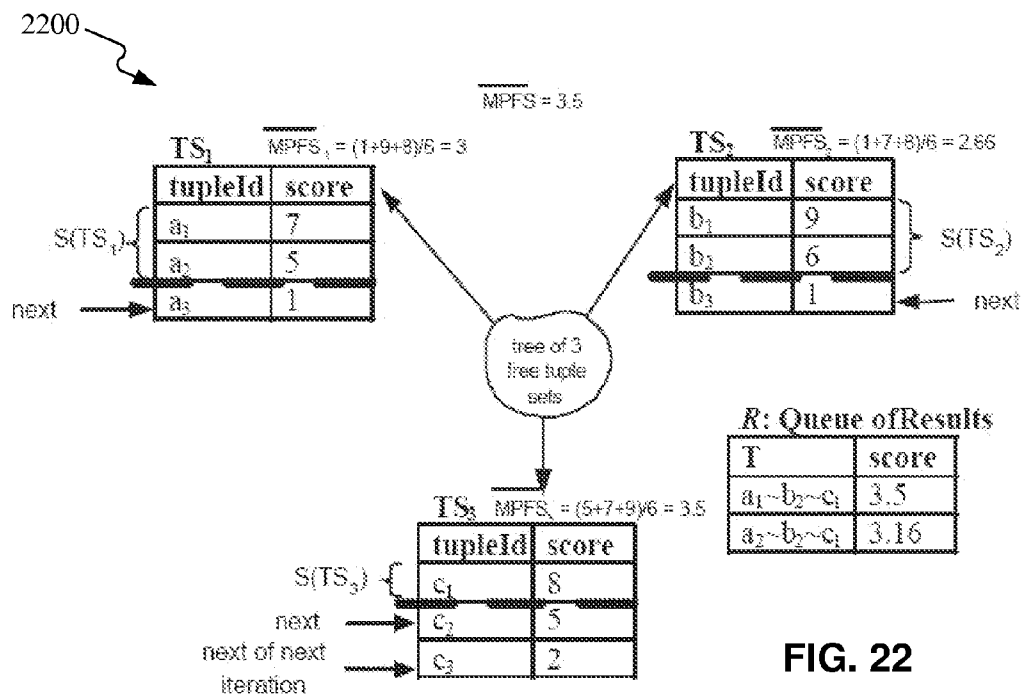 2200
MPFS = 3.5
TS₁ MPFS₁ = (1+9+8)/6 = 3
tupleId score
a₁ 7
a₂ 5
a₃ 1
S(TS₁)
next
TS₂ MPFS₂ = (1+7+8)/6 = 2.66
tupleId score
b₁ 9
b₂ 6
b₃ 1
S(TS₂)
next
tree of 3
free tuple
sets
R: Queue of Results
T score
a₁~b₂~c₁ 3.5
a₂~b₂~c₁ 3.16
TS₃ MPFS = (5+7+9)/6 = 3.5
tupleId score
S(TS₃) c₁ 8
next c₂ 5
next of next
iteration
c₃ 2
FIG. 22